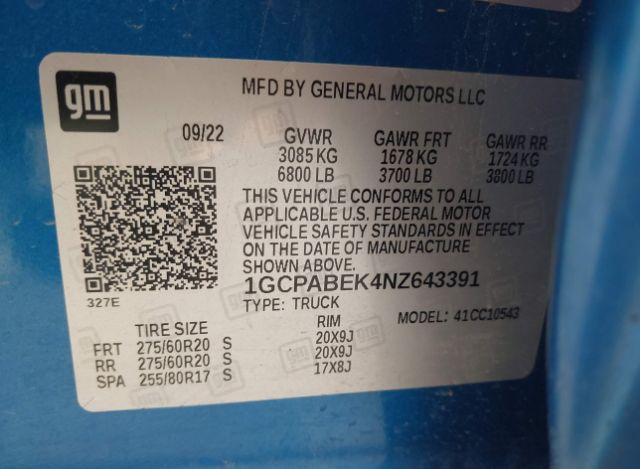 gm
MFD BY GENERAL MOTORS LLC
09/22 GVWR GAWR FRT GAWR RR
3085 KG 1678 KG 1724 KG
6800 LB 3700 LB 3800 LB
THIS VEHICLE CONFORMS TO ALL
APPLICABLE U.S. FEDERAL MOTOR
VEHICLE SAFETY STANDARDS IN EFFECT
ON THE DATE OF MANUFACTURE
SHOWN ABOVE.
327E
1GCPABEK4NZ643391
TYPE: TRUCK
MODEL: 41CC10543
TIRE SIZE RIM
FRT 275/60R20 S 20X9J
RR 275/60R20 S 20X9J
SPA 255/80R17 S 17X8J